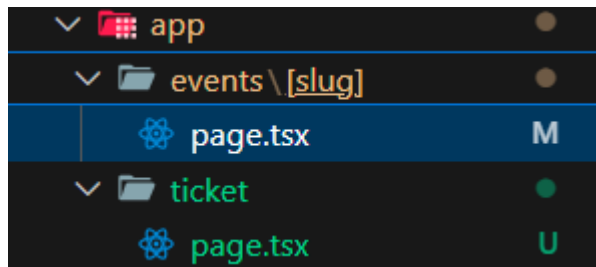 app
events\[slug]
page.tsx M
ticket
page.tsx U